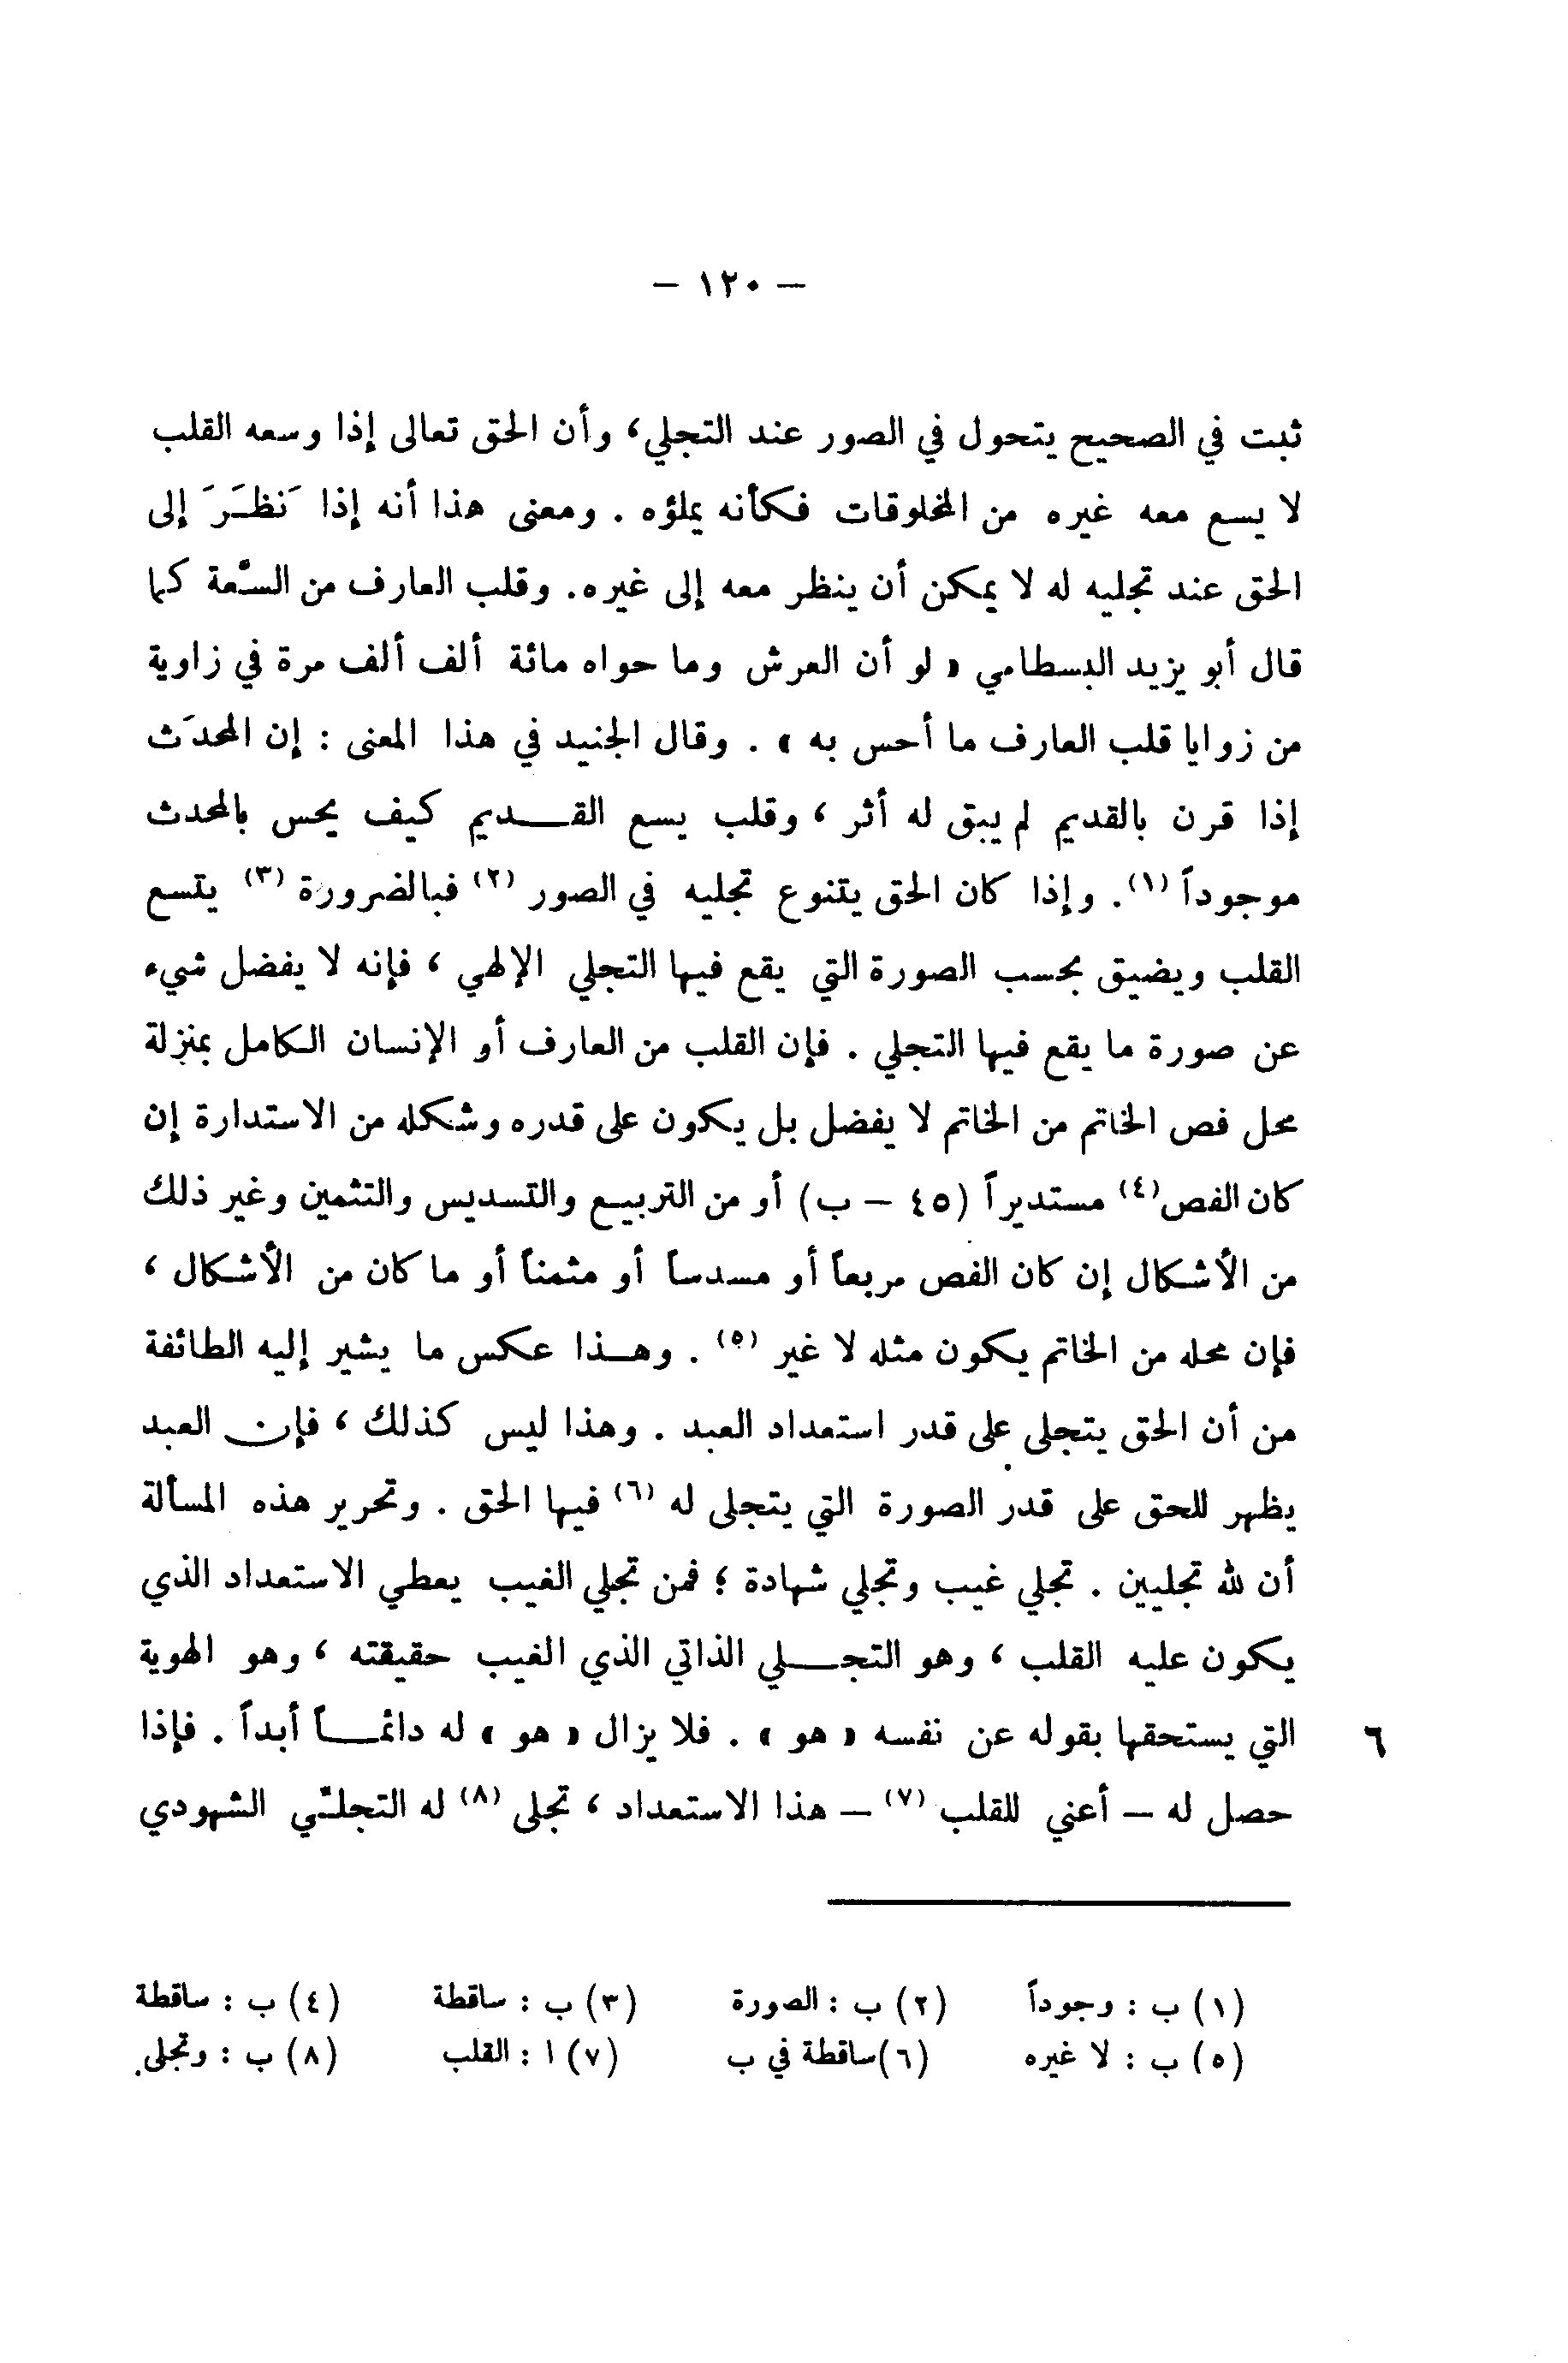 — ١٢٠ —
ثبت في الصحيح يتحول في الصور عند التجلي، وأن الحق تعالى إذا وسعه القلب
لا يسع معه غيره من المخلوقات فكأنه يملؤه . ومعنى هذا أنه إذا نَظَرَ إلى
الحق عند تجليه له لا يمكن أن ينظر معه إلى غيره. وقلب العارف من السَّعة كما
قال أبو يزيد البسطامي « لو أن العرش وما حواه مائة ألف ألف مرة في زاوية
من زوايا قلب العارف ما أحس به » . وقال الجنيد في هذا المعنى : إن المحدَث
إذا قرن بالقديم لم يبق له أثر ، وقلب يسع القـــديم كيف يحس بالمحدث
موجوداً (١). وإذا كان الحق يتنوع تجليه في الصور (٢) فبالضرورة (٣) يتسع
القلب ويضيق بحسب الصورة التي يقع فيها التجلي الإلهي ، فإنه لا يفضل شيء
عن صورة ما يقع فيها التجلي . فإن القلب من العارف أو الإنسان الكامل بمنزلة
محل فص الخاتم من الخاتم لا يفضل بل يكون على قدره وشكله من الاستدارة إن
كان الفص(٤) مستديراً (٤٥ – ب) أو من التربيع والتسديس والتثمين وغير ذلك
من الأشكال إن كان الفص مربعاً أو مسدساً أو مثمناً أو ما كان من الأشكال ،
فإن محله من الخاتم يكون مثله لا غير (٥) . وهـــذا عكس ما يشير إليه الطائفة
من أن الحق يتجلى على قدر استعداد العبد . وهذا ليس كذلك ، فإن العبد
يظهر للحق على قدر الصورة التي يتجلى له (٦) فيها الحق . وتحرير هذه المسألة
أن لله تجليين . تجلي غيب وتجلي شهادة ؛ فمن تجلي الغيب يعطي الاستعداد الذي
يكون عليه القلب ، وهو التجـــلي الذاتي الذي الغيب حقيقته ، وهو الهوية
التي يستحقها بقوله عن نفسه « هو » . فلا يزال « هو » له دائمـــاً أبداً . فإذا ٦
حصل له – أعني للقلب (٧) – هذا الاستعداد ، تجلى (٨) له التجلّي الشهودي
(١) ب : وجوداً (٢) ب : الصورة (٣) ب : ساقطة (٤) ب : ساقطة
(٥) ب : لا غيره (٦) ساقطة في ب (٧) ا : القلب (٨) ب : وتجلى.